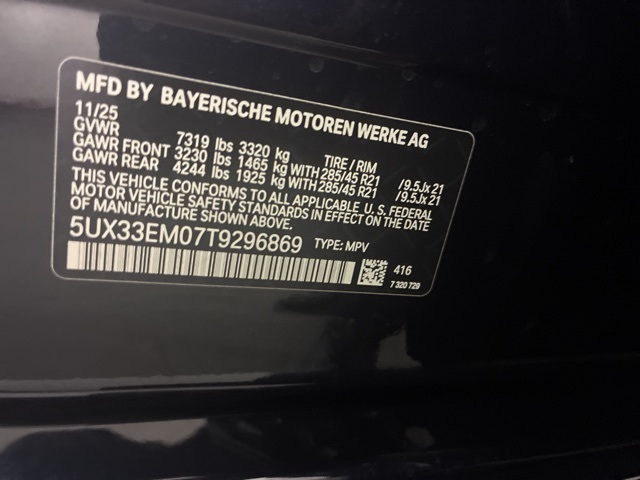 MFD BY BAYERISCHE MOTOREN WERKE AG
11/25
GVWR 7319 lbs 3320 kg TIRE / RIM
GAWR FRONT 3230 lbs 1465 kg WITH 285/45 R21 /9.5Jx 21
GAWR REAR 4244 lbs 1925 kg WITH 285/45 R21 /9.5Jx 21
THIS VEHICLE CONFORMS TO ALL APPLICABLE U. S. FEDERAL
MOTOR VEHICLE SAFETY STANDARDS IN EFFECT ON THE DATE
OF MANUFACTURE SHOWN ABOVE.
5UX33EM07T9296869 TYPE: MPV
416
7 320 729